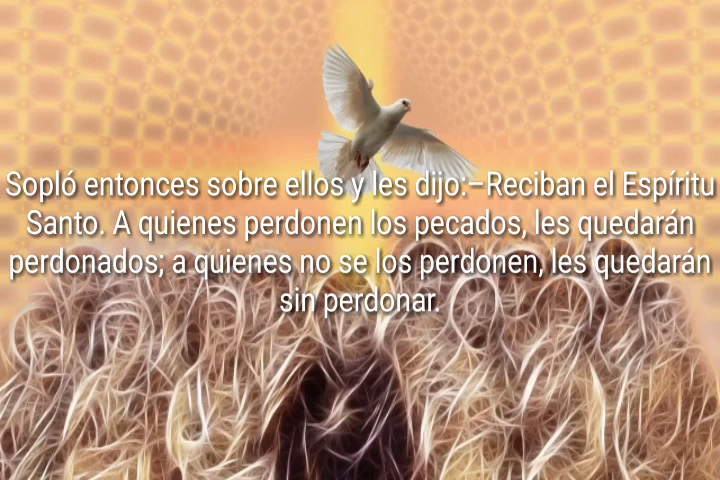 Sopló entonces sobre ellos y les dijo:–Reciban el Espíritu
Santo. A quienes perdonen los pecados, les quedarán
perdonados; a quienes no se los perdonen, les quedarán
sin perdonar.